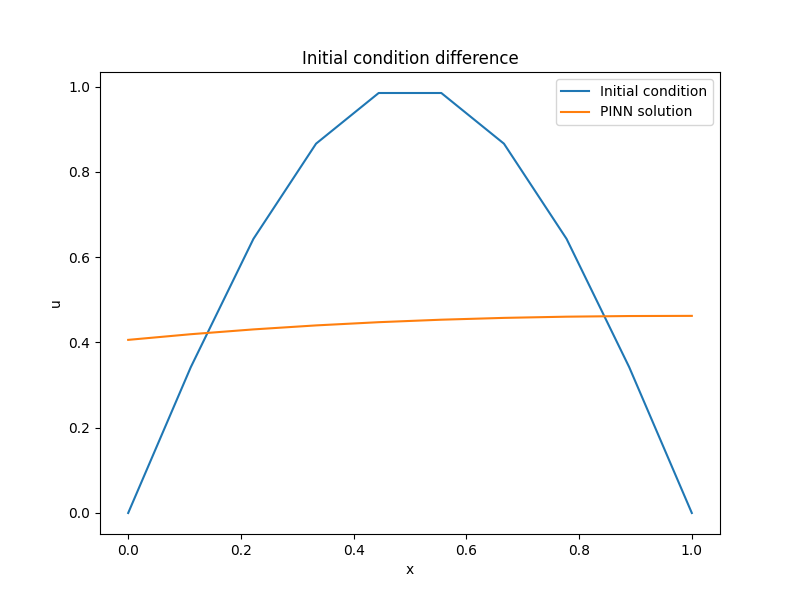 Initial condition difference
Initial condition
PINN solution
1.0
0.8
0.6
0.4
0.2
0.0
u
0.0 0.2 0.4 0.6 0.8 1.0
x